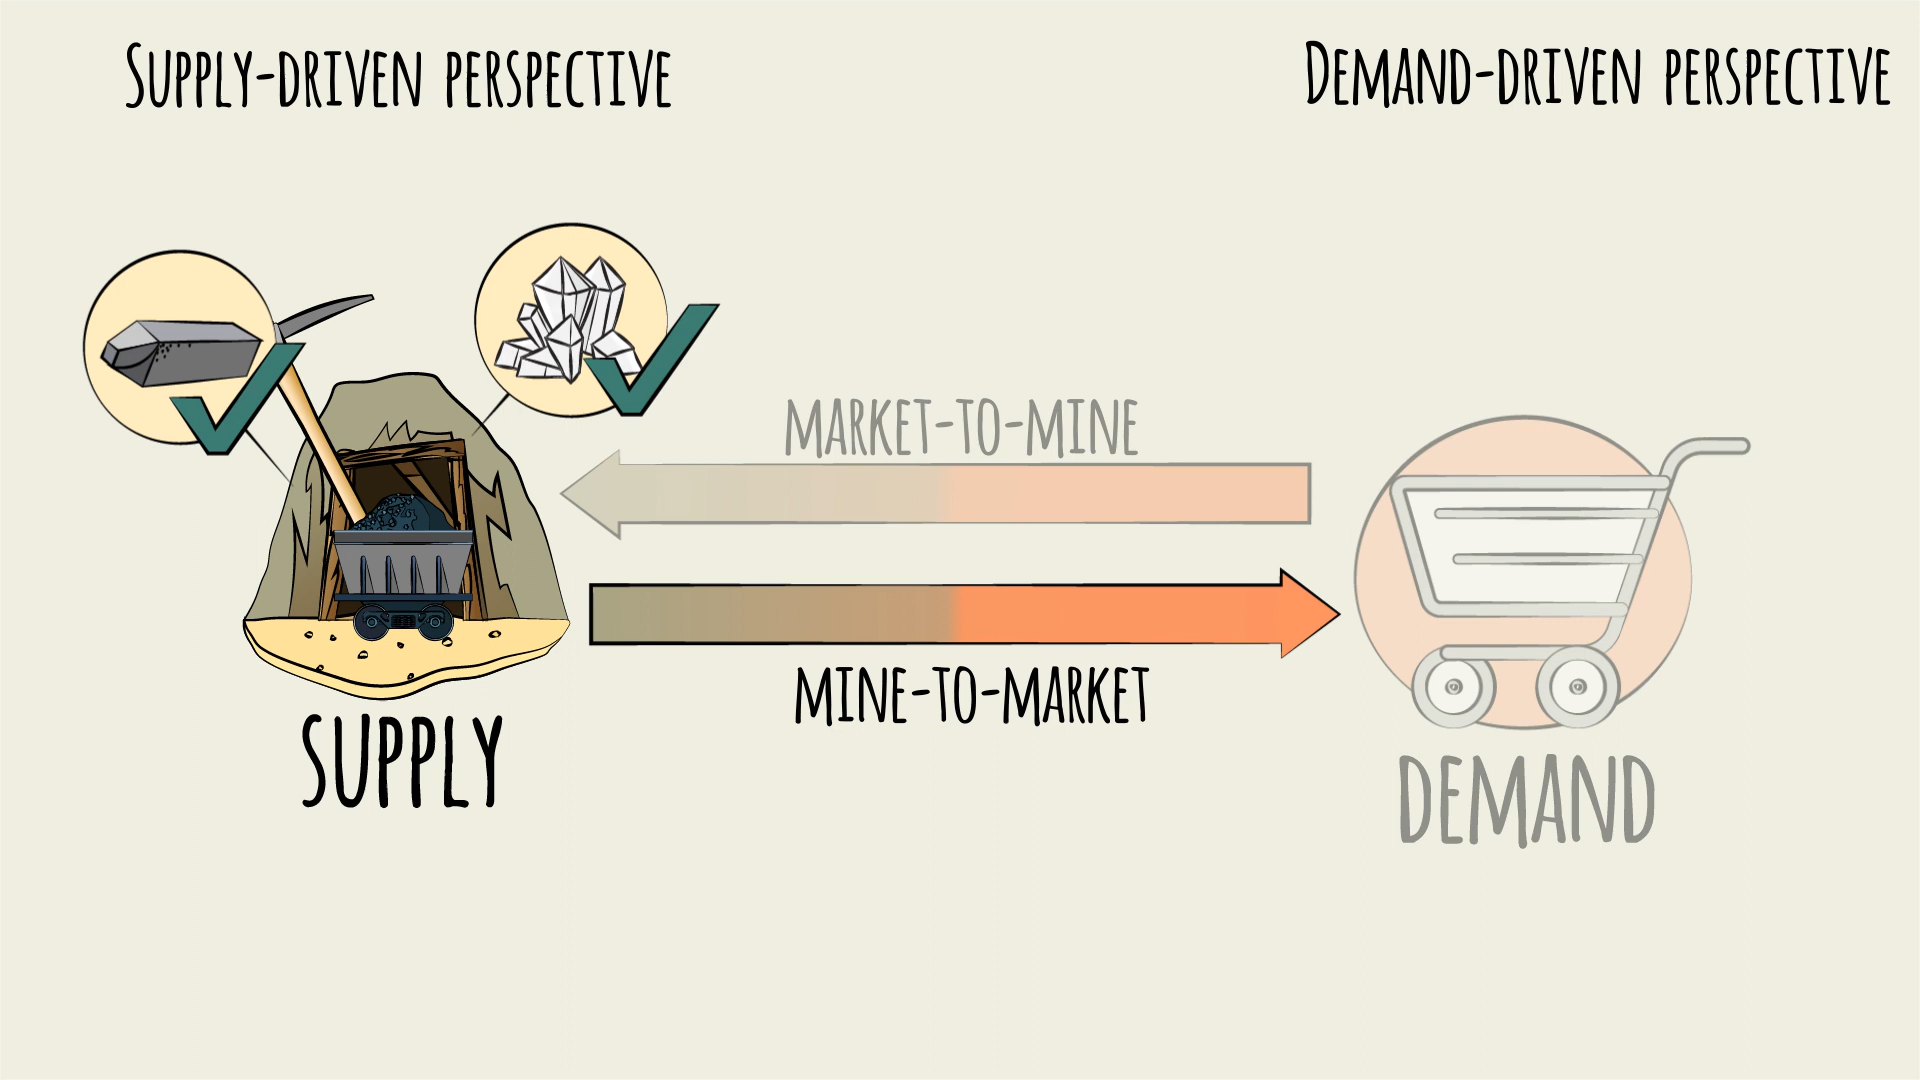 Supply-driven perspective
Demand-driven perspective
market-to-mine
mine-to-market
SUPPLY
DEMAND